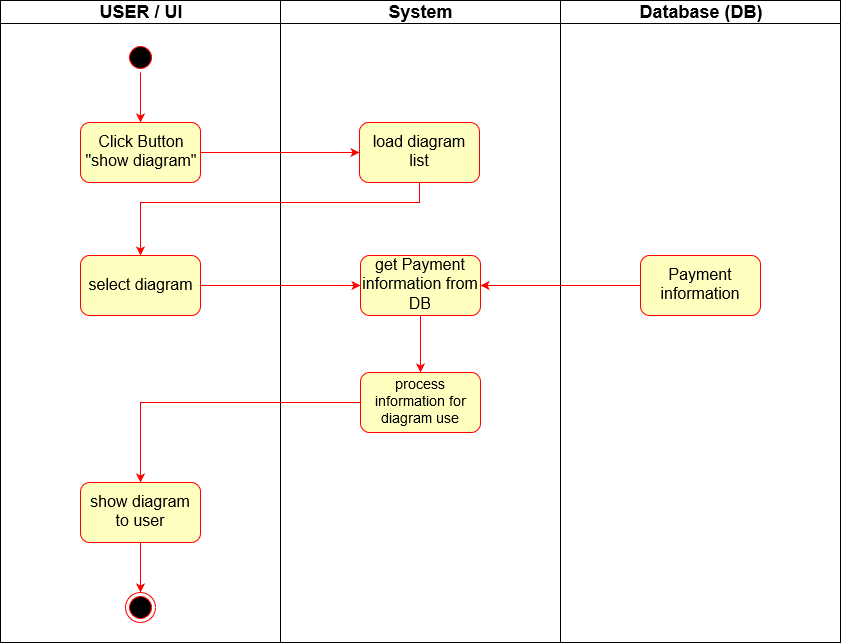 USER / UI
System
Database (DB)
Click Button
"show diagram"
load diagram
list
select diagram
get Payment
information from
DB
Payment
information
process
information for
diagram use
show diagram
to user